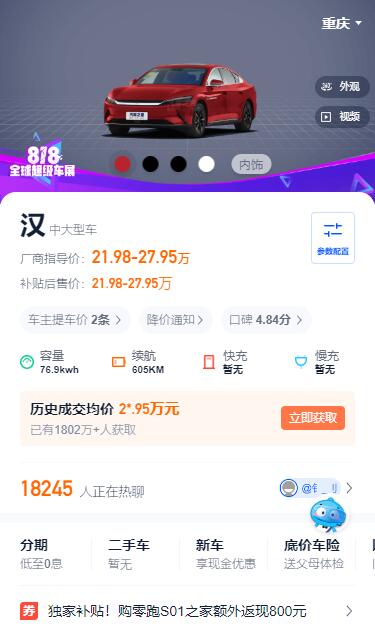 重庆
外观
视频
818
全球超级车展
内饰
汉 中大型车
厂商指导价: 21.98-27.95万
补贴后售价: 21.98-27.95万
参数配置
车主提车价 2条
降价通知
口碑 4.84分
容量
76.9kwh
续航
605KM
快充
暂无
慢充
暂无
历史成交均价 2*.95万元
已有1802万+人获取
立即获取
18245 人正在热聊
分期
低至0息
二手车
暂无
新车
享现金优惠
底价车险
送父母体检
券 独家补贴！购零跑S01之家额外返现800元